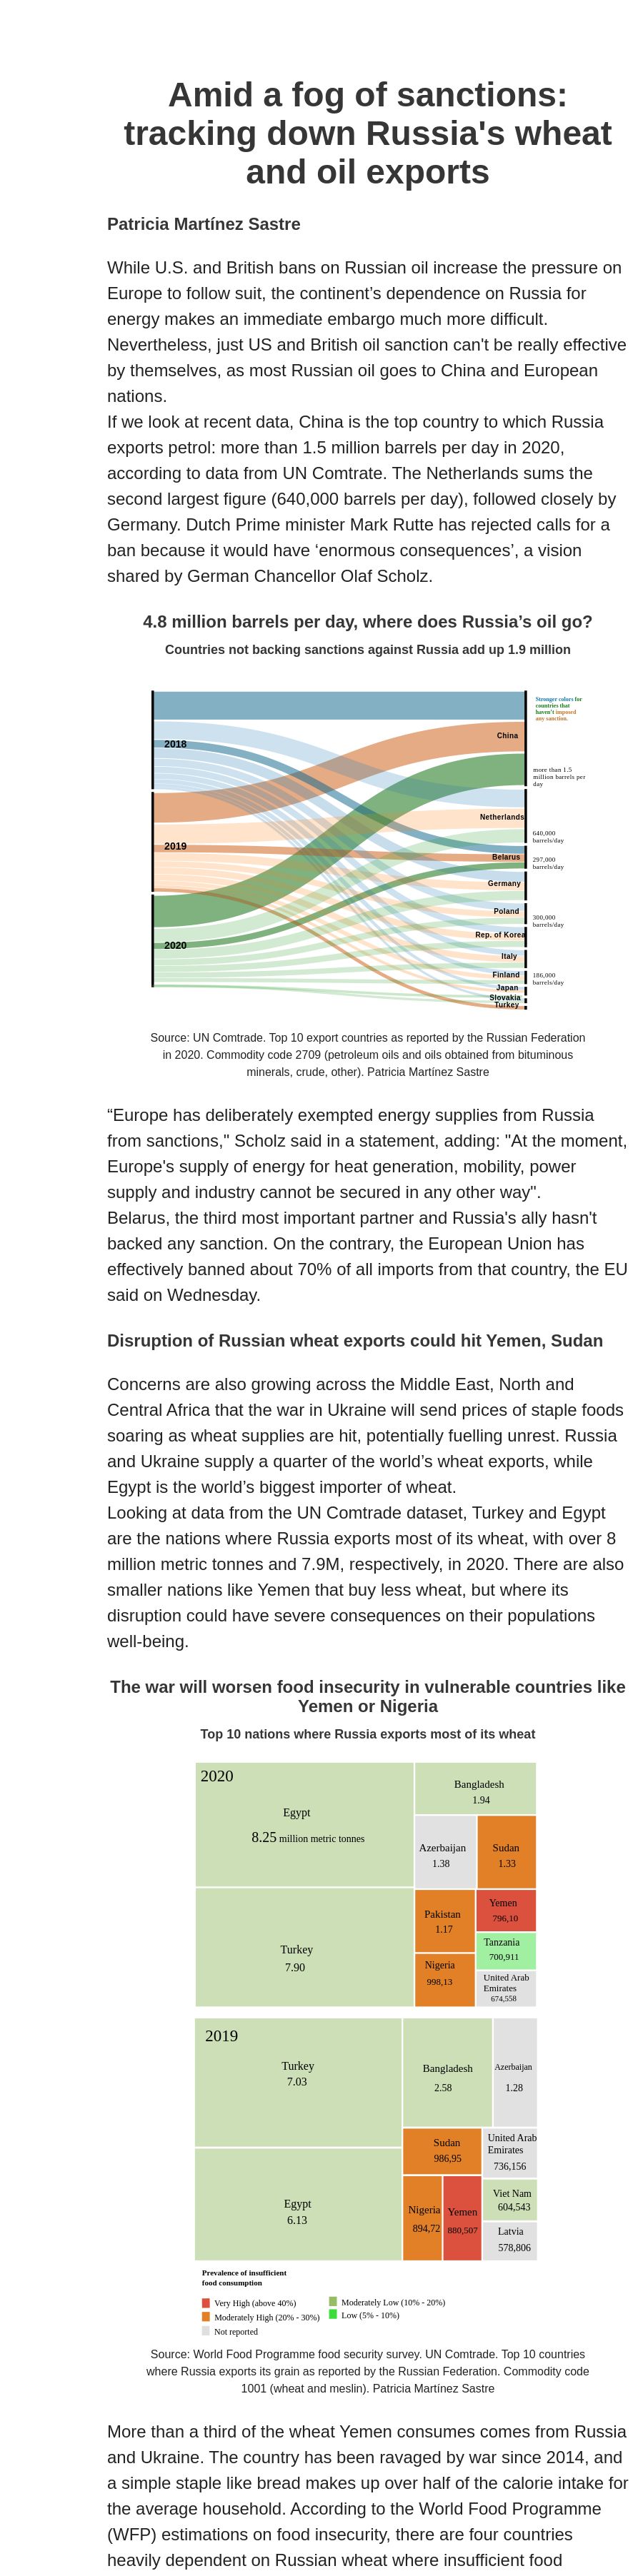 Amid a fog of sanctions:
tracking down Russia's wheat
and oil exports
Patricia Martínez Sastre
While U.S. and British bans on Russian oil increase the pressure on
Europe to follow suit, the continent’s dependence on Russia for
energy makes an immediate embargo much more difficult.
Nevertheless, just US and British oil sanction can't be really effective
by themselves, as most Russian oil goes to China and European
nations.
If we look at recent data, China is the top country to which Russia
exports petrol: more than 1.5 million barrels per day in 2020,
according to data from UN Comtrate. The Netherlands sums the
second largest figure (640,000 barrels per day), followed closely by
Germany. Dutch Prime minister Mark Rutte has rejected calls for a
ban because it would have ‘enormous consequences’, a vision
shared by German Chancellor Olaf Scholz.
4.8 million barrels per day, where does Russia’s oil go?
Countries not backing sanctions against Russia add up 1.9 million
Stronger colors for
countries that
haven't imposed
any sanction.
2018
China
more than 1.5
million barrels per
day
Netherlands
640,000
barrels/day
2019
Belarus
297,000
barrels/day
Germany
Poland
300,000
barrels/day
Rep. of Korea
2020
Italy
Finland
186,000
barrels/day
Japan
Slovakia
Turkey
Source: UN Comtrade. Top 10 export countries as reported by the Russian Federation
in 2020. Commodity code 2709 (petroleum oils and oils obtained from bituminous
minerals, crude, other). Patricia Martínez Sastre
“Europe has deliberately exempted energy supplies from Russia
from sanctions," Scholz said in a statement, adding: "At the moment,
Europe's supply of energy for heat generation, mobility, power
supply and industry cannot be secured in any other way".
Belarus, the third most important partner and Russia's ally hasn't
backed any sanction. On the contrary, the European Union has
effectively banned about 70% of all imports from that country, the EU
said on Wednesday.
Disruption of Russian wheat exports could hit Yemen, Sudan
Concerns are also growing across the Middle East, North and
Central Africa that the war in Ukraine will send prices of staple foods
soaring as wheat supplies are hit, potentially fuelling unrest. Russia
and Ukraine supply a quarter of the world’s wheat exports, while
Egypt is the world’s biggest importer of wheat.
Looking at data from the UN Comtrade dataset, Turkey and Egypt
are the nations where Russia exports most of its wheat, with over 8
million metric tonnes and 7.9M, respectively, in 2020. There are also
smaller nations like Yemen that buy less wheat, but where its
disruption could have severe consequences on their populations
well-being.
The war will worsen food insecurity in vulnerable countries like
Yemen or Nigeria
Top 10 nations where Russia exports most of its wheat
2020
Egypt
8.25 million metric tonnes
Bangladesh
1.94
Azerbaijan
1.38
Sudan
1.33
Turkey
7.90
Pakistan
1.17
Yemen
796,10
Tanzania
700,911
Nigeria
998,13
United Arab
Emirates
674,558
2019
Turkey
7.03
Bangladesh
2.58
Azerbaijan
1.28
Egypt
6.13
Sudan
986,95
United Arab
Emirates
736,156
Nigeria
894,72
Yemen
880,507
Viet Nam
604,543
Latvia
578,806
Prevalence of insufficient
food consumption
Very High (above 40%)
Moderately High (20% - 30%)
Not reported
Moderately Low (10% - 20%)
Low (5% - 10%)
Source: World Food Programme food security survey. UN Comtrade. Top 10 countries
where Russia exports its grain as reported by the Russian Federation. Commodity code
1001 (wheat and meslin). Patricia Martínez Sastre
More than a third of the wheat Yemen consumes comes from Russia
and Ukraine. The country has been ravaged by war since 2014, and
a simple staple like bread makes up over half of the calorie intake for
the average household. According to the World Food Programme
(WFP) estimations on food insecurity, there are four countries
heavily dependent on Russian wheat where insufficient food